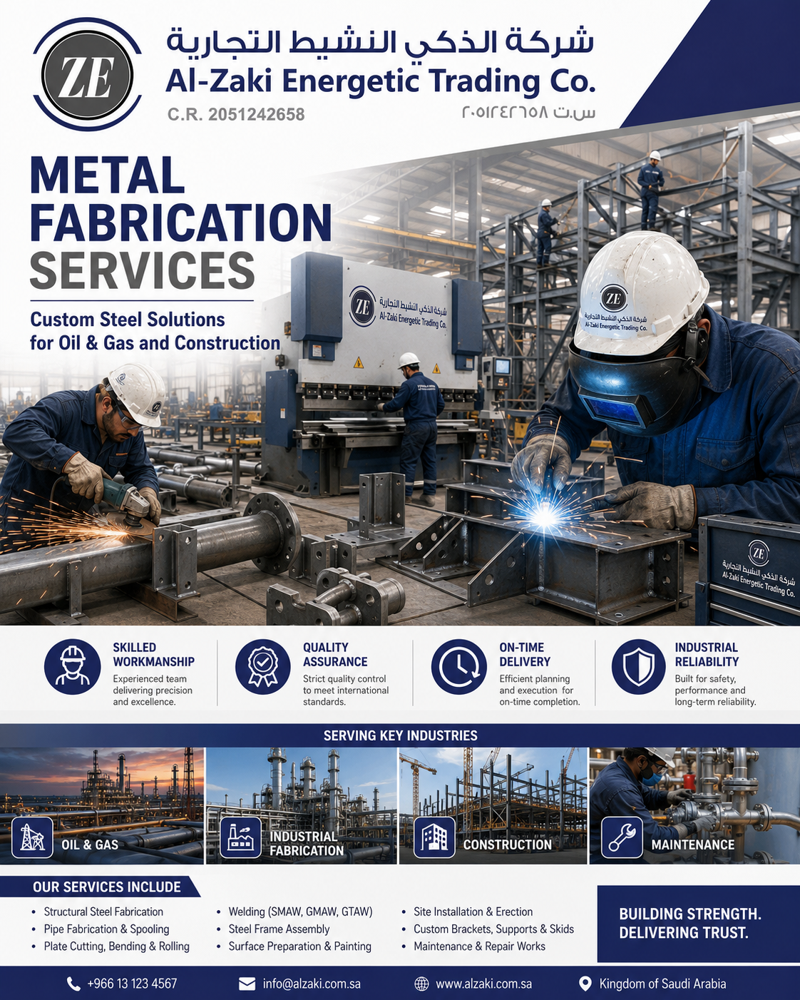 ZE
شركة الذكي النشيط التجارية
Al-Zaki Energetic Trading Co.
C.R. 2051242658
س.ت ٢٠٥١٢٤٢٦٥٨
METAL
FABRICATION
SERVICES
Custom Steel Solutions
for Oil & Gas and Construction
ZE
شركة الذكي النشيط التجارية
Al-Zaki Energetic Trading Co.
ZE
شركة الذكي النشيط التجارية
Al-Zaki Energetic Trading Co.
ZE
شركة الذكي النشيط التجارية
Al-Zaki Energetic Trading Co.
SKILLED
WORKMANSHIP
Experienced team
delivering precision
and excellence.
QUALITY
ASSURANCE
Strict quality control
to meet international
standards.
ON-TIME
DELIVERY
Efficient planning
and execution for
on-time completion.
INDUSTRIAL
RELIABILITY
Built for safety,
performance and
long-term reliability.
SERVING KEY INDUSTRIES
OIL & GAS
INDUSTRIAL
FABRICATION
CONSTRUCTION
MAINTENANCE
OUR SERVICES INCLUDE
• Structural Steel Fabrication
• Pipe Fabrication & Spooling
• Plate Cutting, Bending & Rolling
• Welding (SMAW, GMAW, GTAW)
• Steel Frame Assembly
• Surface Preparation & Painting
• Site Installation & Erection
• Custom Brackets, Supports & Skids
• Maintenance & Repair Works
BUILDING STRENGTH.
DELIVERING TRUST.
+966 13 123 4567
info@alzaki.com.sa
www.alzaki.com.sa
Kingdom of Saudi Arabia